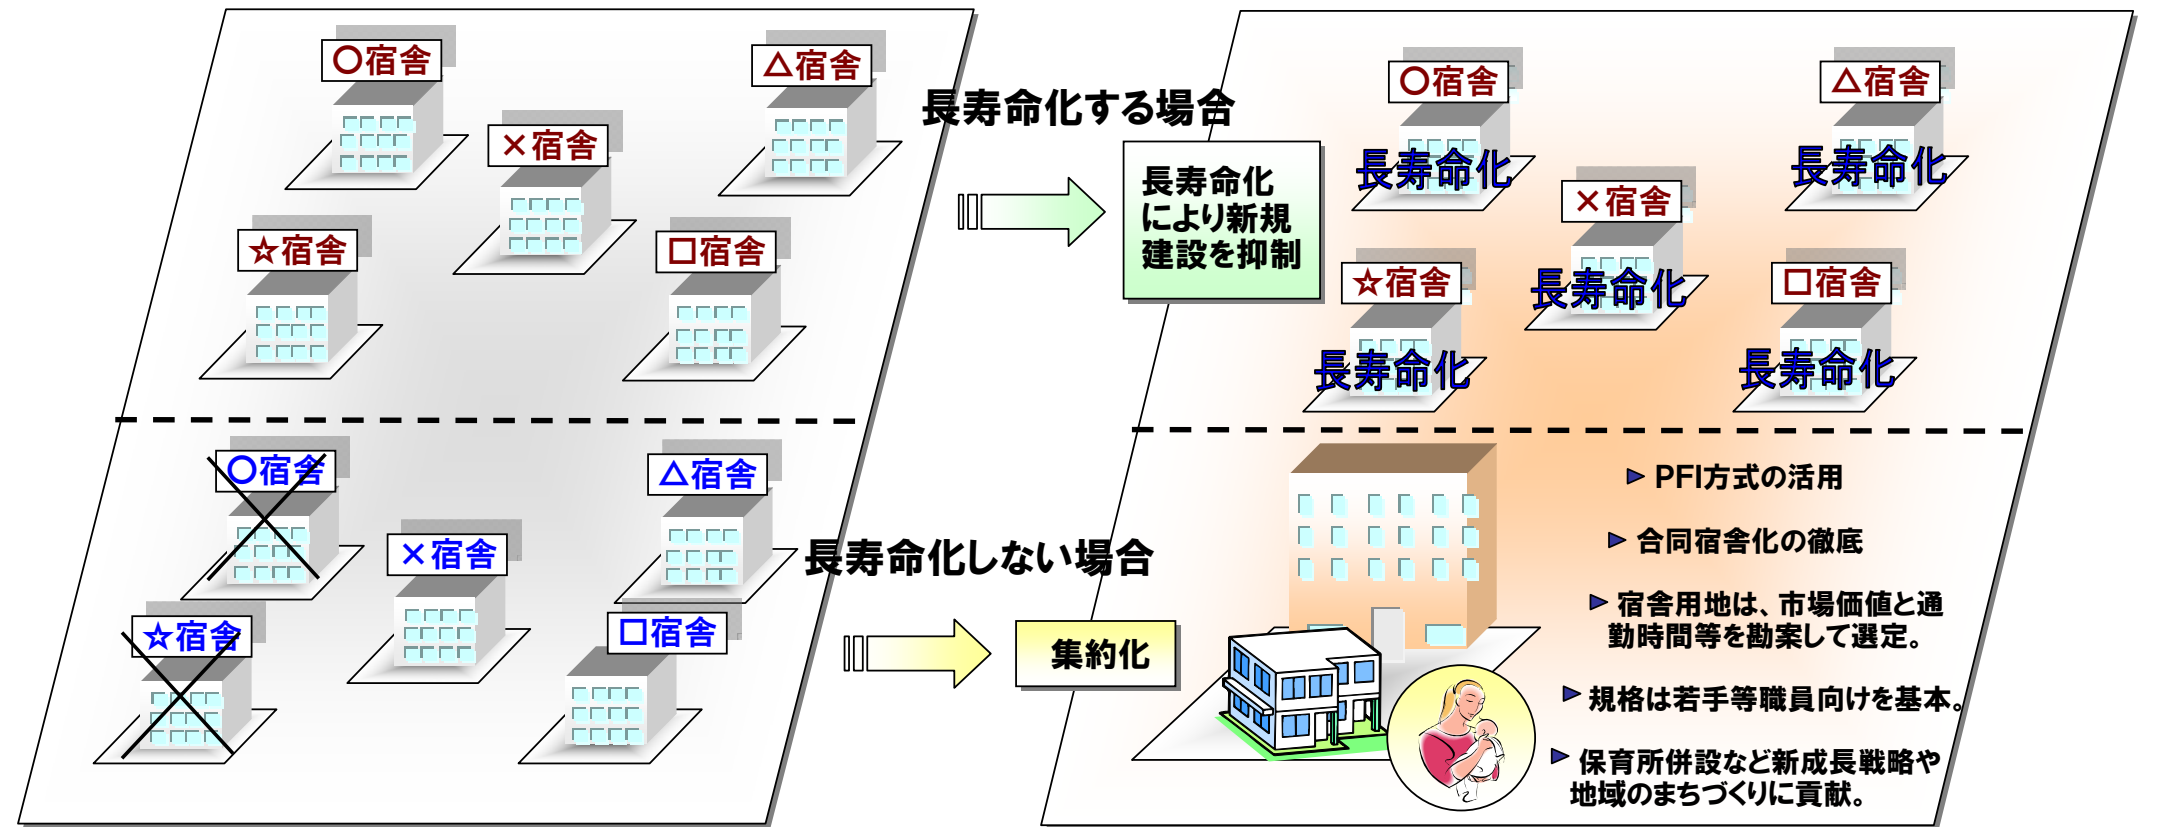 〇宿舎
△宿舎
×宿舎
☆宿舎
□宿舎
長寿命化する場合
長寿命化
により新規
建設を抑制
〇宿舎
長寿命化
△宿舎
長寿命化
×宿舎
長寿命化
☆宿舎
長寿命化
□宿舎
長寿命化
〇宿舎
△宿舎
×宿舎
☆宿舎
□宿舎
長寿命化しない場合
集約化
PFI方式の活用
合同宿舎化の徹底
宿舎用地は、市場価値と通
勤時間等を勘案して選定。
規格は若手等職員向けを基本。
保育所併設など新成長戦略や
地域のまちづくりに貢献。